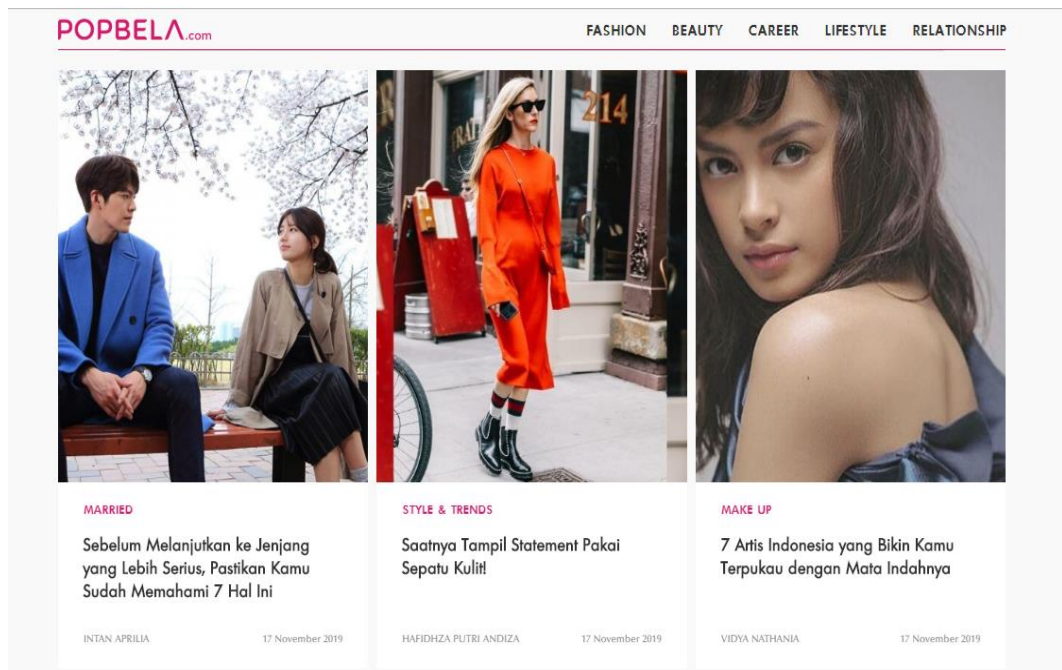 POPBELA.com
FASHION BEAUTY CAREER LIFESTYLE RELATIONSHIP
214
MARRIED
Sebelum Melanjutkan ke Jenjang
yang Lebih Serius, Pastikan Kamu
Sudah Memahami 7 Hal Ini
INTAN APRILIA 17 November 2019
STYLE & TRENDS
Saatnya Tampil Statement Pakai
Sepatu Kulit!
HAFIDHZA PUTRI ANDIZA 17 November 2019
MAKE UP
7 Artis Indonesia yang Bikin Kamu
Terpukau dengan Mata Indahnya
VIDYA NATHANIA 17 November 2019